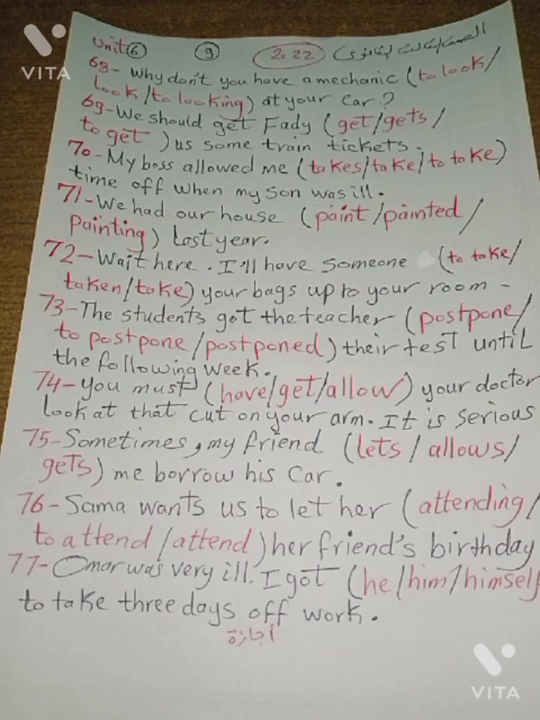 VITA
Unit 6 9 2022 الصف الثالث الثانوى
68- Why don't you have a mechanic (to look/
look/to looking) at your car?
69- We should get Fady (get/gets/
to get) us some train tickets.
70- My boss allowed me (takes/take/to take)
time off when my son was ill.
71- We had our house (paint/painted/
painting) last year.
72- Wait here. I'll have someone (to take/
taken/take) your bags up to your room -
73- The students got the teacher (postpone/
to postpone/postponed) their test until
the following week.
74- you must (have/get/allow) your doctor
look at that cut on your arm. It is serious
75- Sometimes, my friend (lets/allows/
gets) me borrow his car.
76- Sama wants us to let her (attending/
to attend/attend) her friend's birthday
77- Omar was very ill. I got (he/him/himself
to take three days off work.
اجازة
VITA